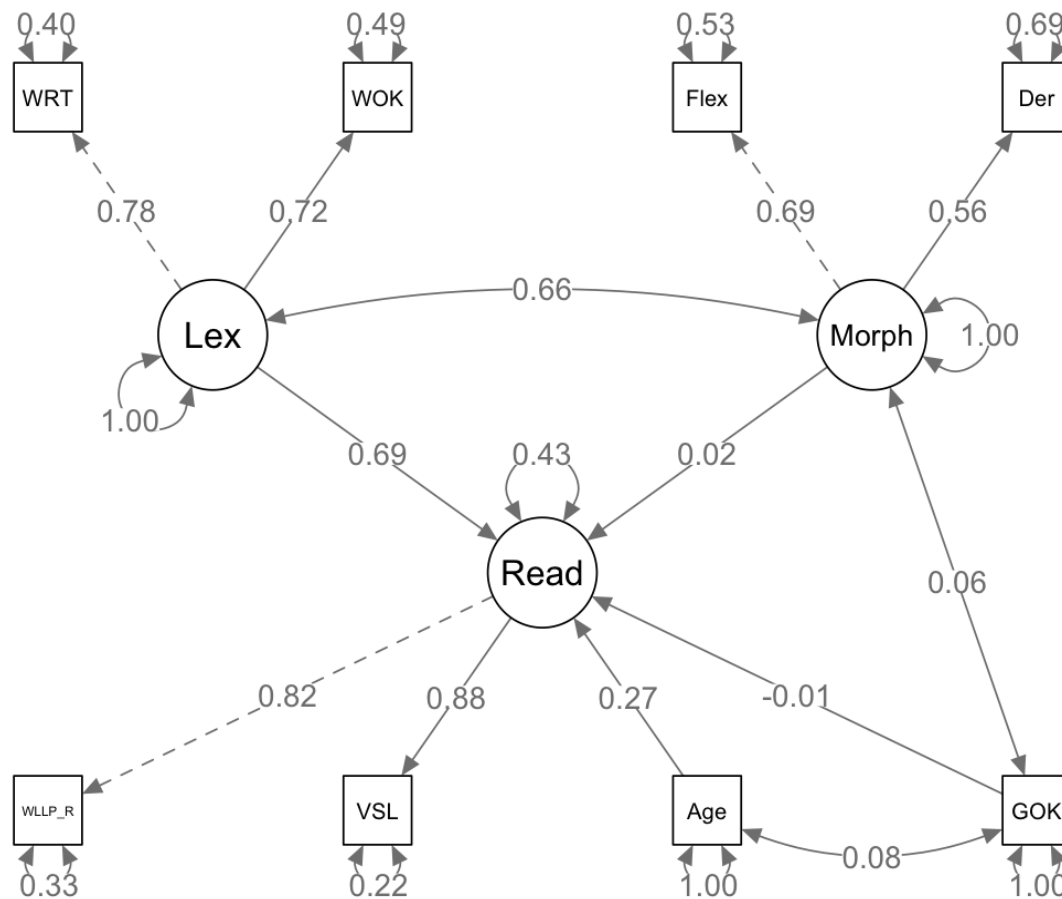 0.40 0.49 0.53 0.69
WRT WOK Flex Der
0.78 0.72 0.69 0.56
0.66
Lex Morph
1.00
1.00
0.69 0.43 0.02
Read
0.06
0.82 0.88 0.27 -0.01
WLLP_R VSL Age GOK
0.08
0.33 0.22 1.00 1.00